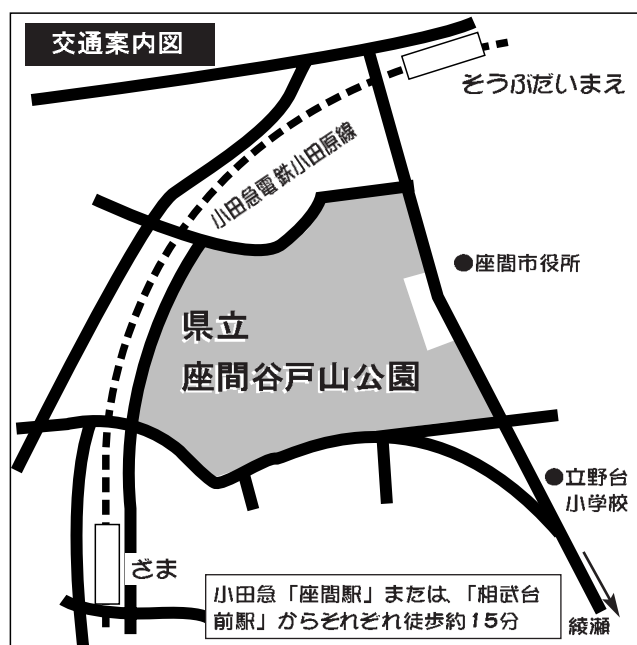 交通案内図
そうぶだいまえ
小田急電鉄小田原線
●座間市役所
県立
座間谷戸山公園
●立野台
小学校
ざま
小田急「座間駅」または、「相武台
前駅」からそれぞれ徒歩約15分
綾瀬